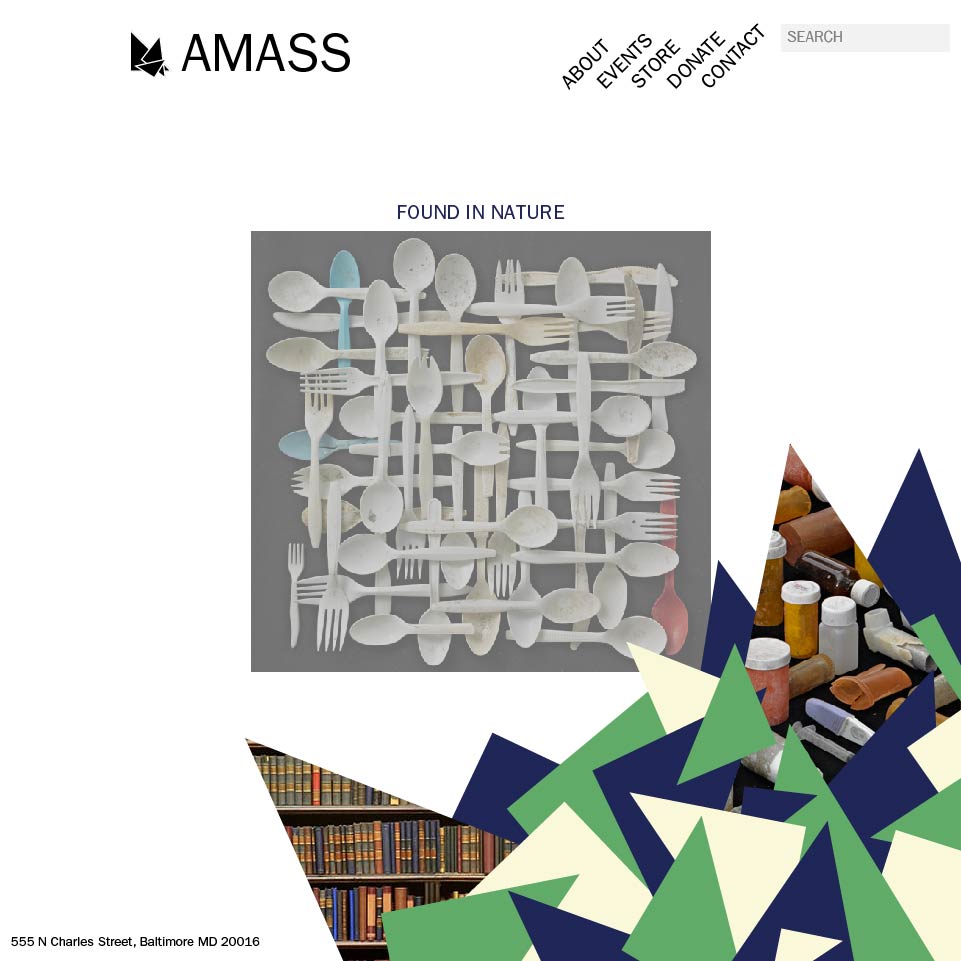 AMASS
ABOUT
EVENTS
STORE
DONATE
CONTACT
SEARCH
FOUND IN NATURE
555 N Charles Street, Baltimore MD 20016